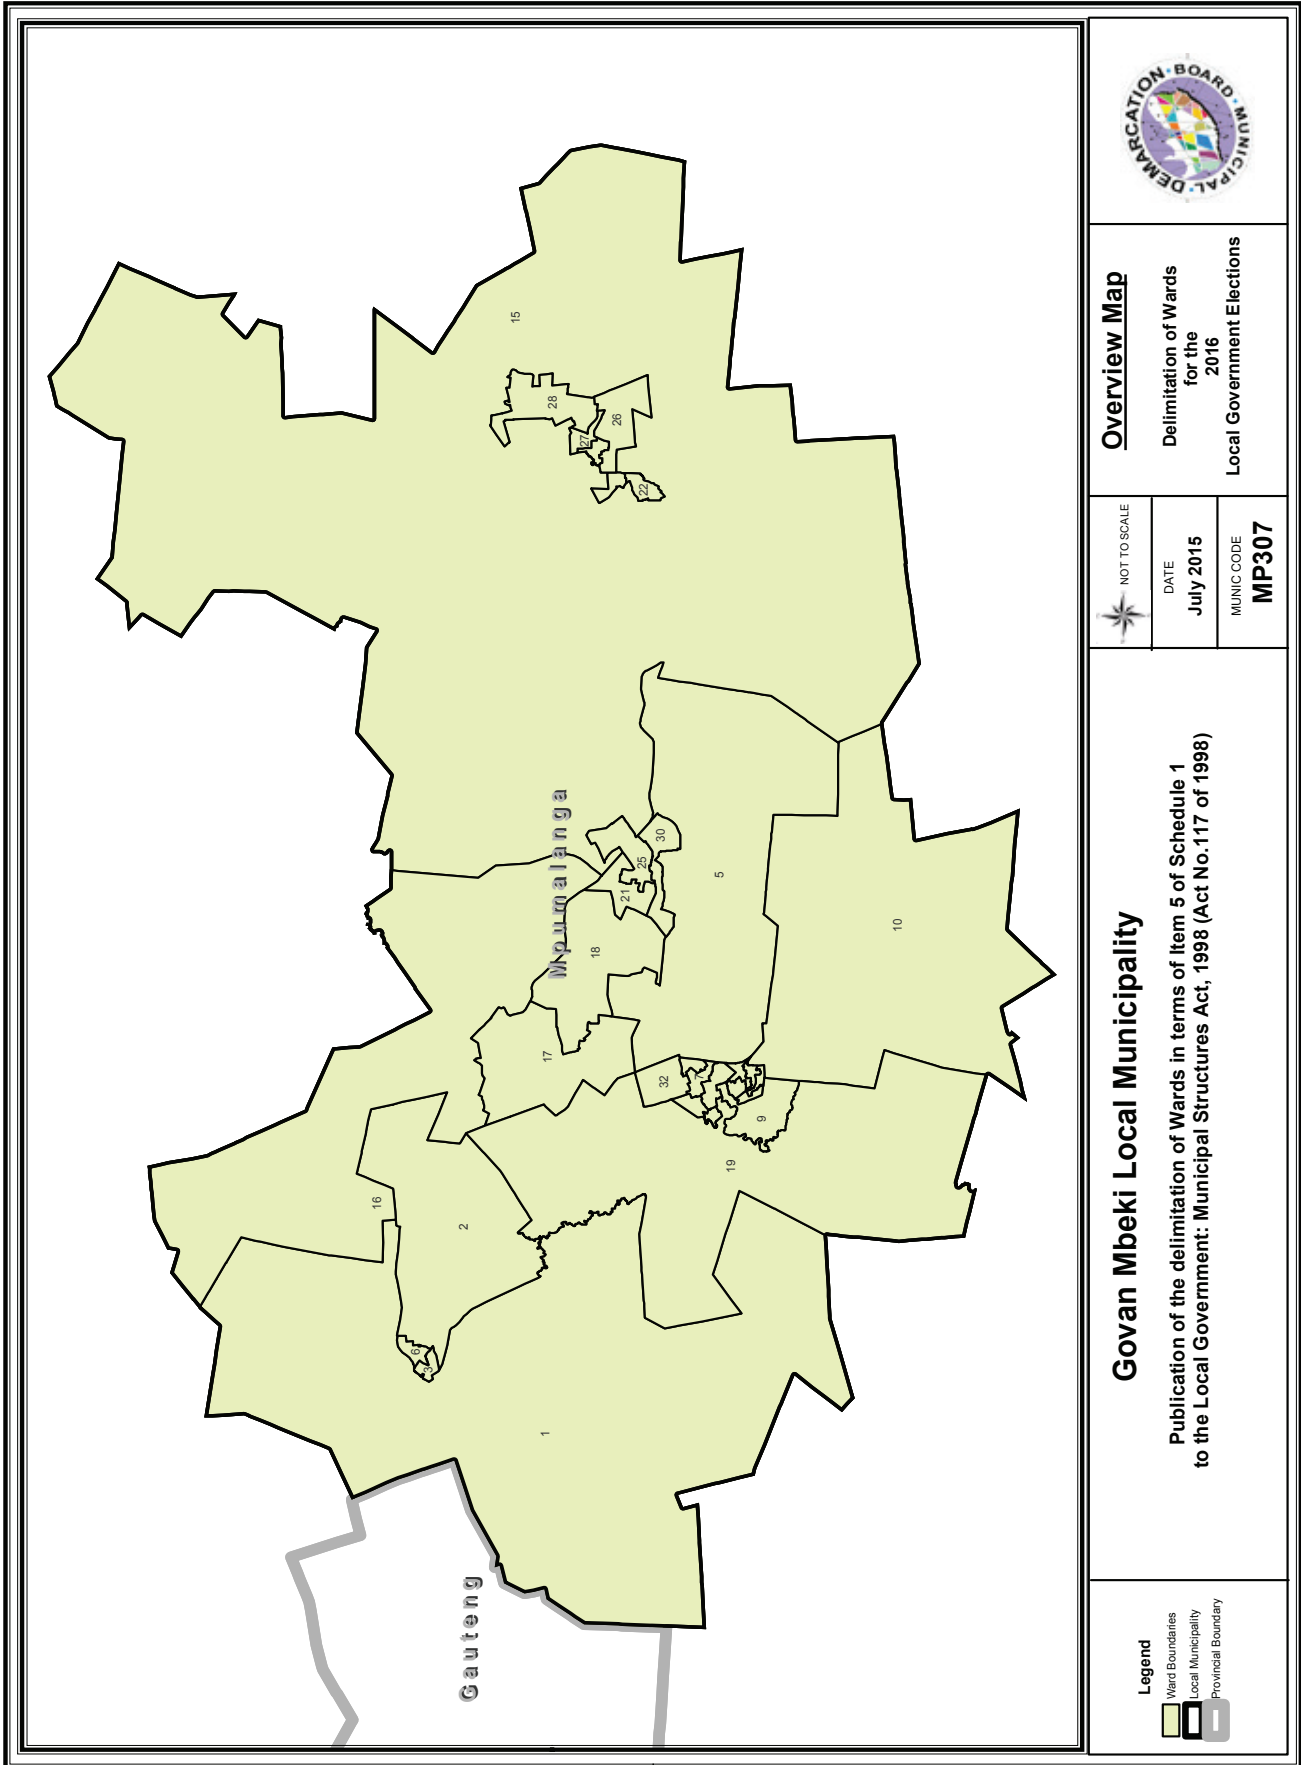 MUNICIPAL · DEMARCATION · BOARD ·
Overview Map
Delimitation of Wards
for the
2016
Local Government Elections
NOT TO SCALE
DATE
July 2015
MUNIC CODE
MP307
Govan Mbeki Local Municipality
Publication of the delimitation of Wards in terms of Item 5 of Schedule 1
to the Local Government: Municipal Structures Act, 1998 (Act No.117 of 1998)
Legend
Ward Boundaries
Local Municipality
Provincial Boundary
Gauteng
Mpumalanga
1
3
6
2
16
19
9
7
32
17
18
21
25
30
5
10
22
27
26
28
15